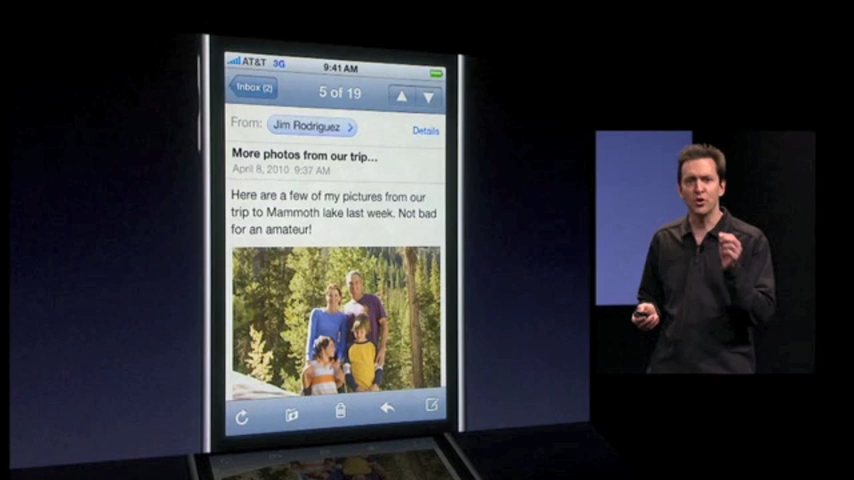 AT&T 3G 9:41 AM
Inbox (2) 5 of 19
From: Jim Rodriguez Details
More photos from our trip...
April 8, 2010 9:37 AM
Here are a few of my pictures from our
trip to Mammoth lake last week. Not bad
for an amateur!